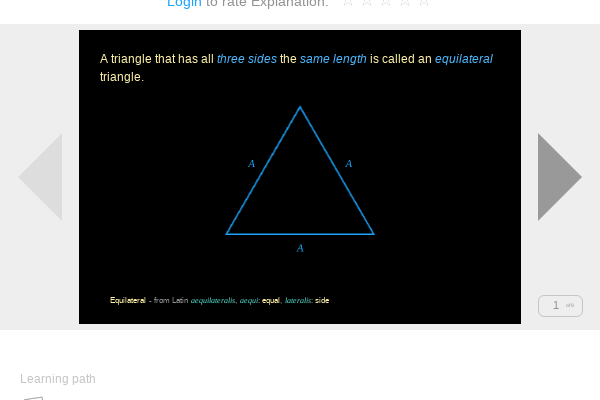 Login to rate Explanation:
A triangle that has all three sides the same length is called an equilateral
triangle.
A
A
A
Equilateral - from Latin aequilateralis, aequi: equal, lateralis: side
1
Learning path